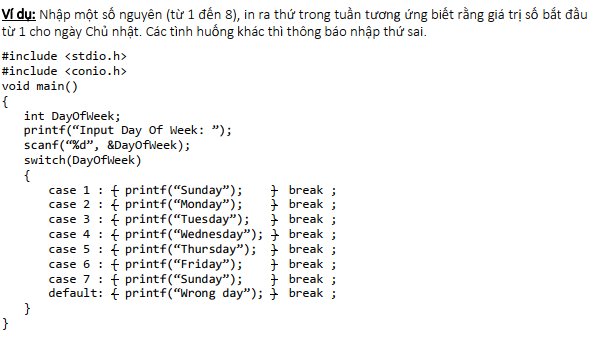 Ví dụ: Nhập một số nguyên (từ 1 đến 8), in ra thứ trong tuần tương ứng biết rằng giá trị số bắt đầu
từ 1 cho ngày Chủ nhật. Các tình huống khác thì thông báo nhập thứ sai.
#include <stdio.h>
#include <conio.h>
void main()
{
int DayOfWeek;
printf(“Input Day Of Week: ”);
scanf(“%d”, &DayOfWeek);
switch(DayOfWeek)
{
case 1 : { printf(“Sunday”); } break ;
case 2 : { printf(“Monday”); } break ;
case 3 : { printf(“Tuesday”); } break ;
case 4 : { printf(“Wednesday”); } break ;
case 5 : { printf(“Thursday”); } break ;
case 6 : { printf(“Friday”); } break ;
case 7 : { printf(“Sunday”); } break ;
default: { printf(“Wrong day”); } break ;
}
}